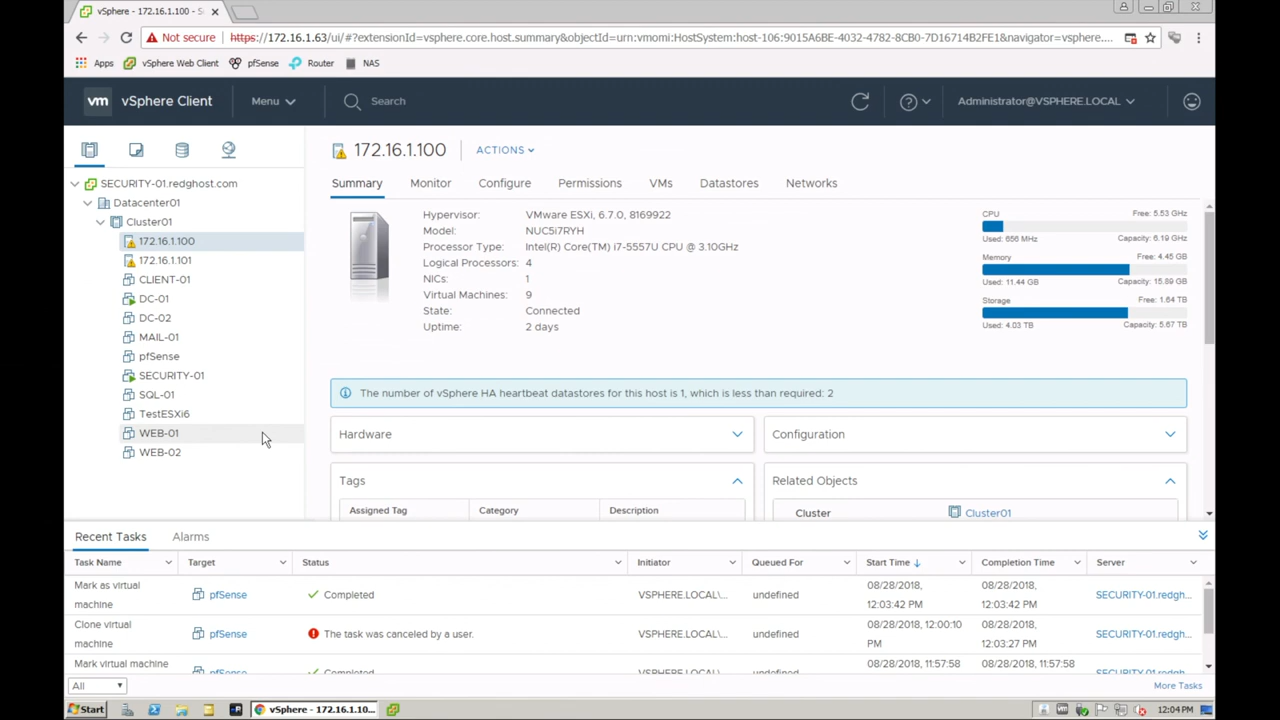 vSphere - 172.16.1.100 - S
Not secure
https://172.16.1.63/ui/#?extensionId=vsphere.core.host.summary&objectId=urn:vmomi:HostSystem:host-106:9015A6BE-4032-4782-8CB0-7D16714B2FE1&navigator=vsphere....
Apps
vSphere Web Client
pfSense
Router
NAS
vm
vSphere Client
Menu
Search
Administrator@VSPHERE.LOCAL
172.16.1.100
ACTIONS
SECURITY-01.redghost.com
Datacenter01
Cluster01
172.16.1.100
172.16.1.101
CLIENT-01
DC-01
DC-02
MAIL-01
pfSense
SECURITY-01
SQL-01
TestESXi6
WEB-01
WEB-02
Summary
Monitor
Configure
Permissions
VMs
Datastores
Networks
Hypervisor: VMware ESXi, 6.7.0, 8169922
Model: NUC5i7RYH
Processor Type: Intel(R) Core(TM) i7-5557U CPU @ 3.10GHz
Logical Processors: 4
NICs: 1
Virtual Machines: 9
State: Connected
Uptime: 2 days
CPU Free: 5.53 GHz
Used: 656 MHz Capacity: 6.19 GHz
Memory Free: 4.45 GB
Used: 11.44 GB Capacity: 15.89 GB
Storage Free: 1.64 TB
Used: 4.03 TB Capacity: 5.67 TB
The number of vSphere HA heartbeat datastores for this host is 1, which is less than required: 2
Hardware
Configuration
Tags
Assigned Tag Category Description
Related Objects
Cluster Cluster01
Recent Tasks Alarms
Task Name Target Status Initiator Queued For Start Time Completion Time Server
Mark as virtual machine pfSense Completed VSPHERE.LOCAL\... undefined 08/28/2018, 12:03:42 PM 08/28/2018, 12:03:42 PM SECURITY-01.redgh...
Clone virtual machine pfSense The task was canceled by a user. VSPHERE.LOCAL\... undefined 08/28/2018, 12:00:10 PM 08/28/2018, 12:03:27 PM SECURITY-01.redgh...
Mark virtual machine pfSense Completed VSPHERE.LOCAL\... undefined 08/28/2018, 11:57:58 08/28/2018, 11:57:58 SECURITY-01.redgh...
All
More Tasks
Start
vSphere - 172.16.1.10...
12:04 PM